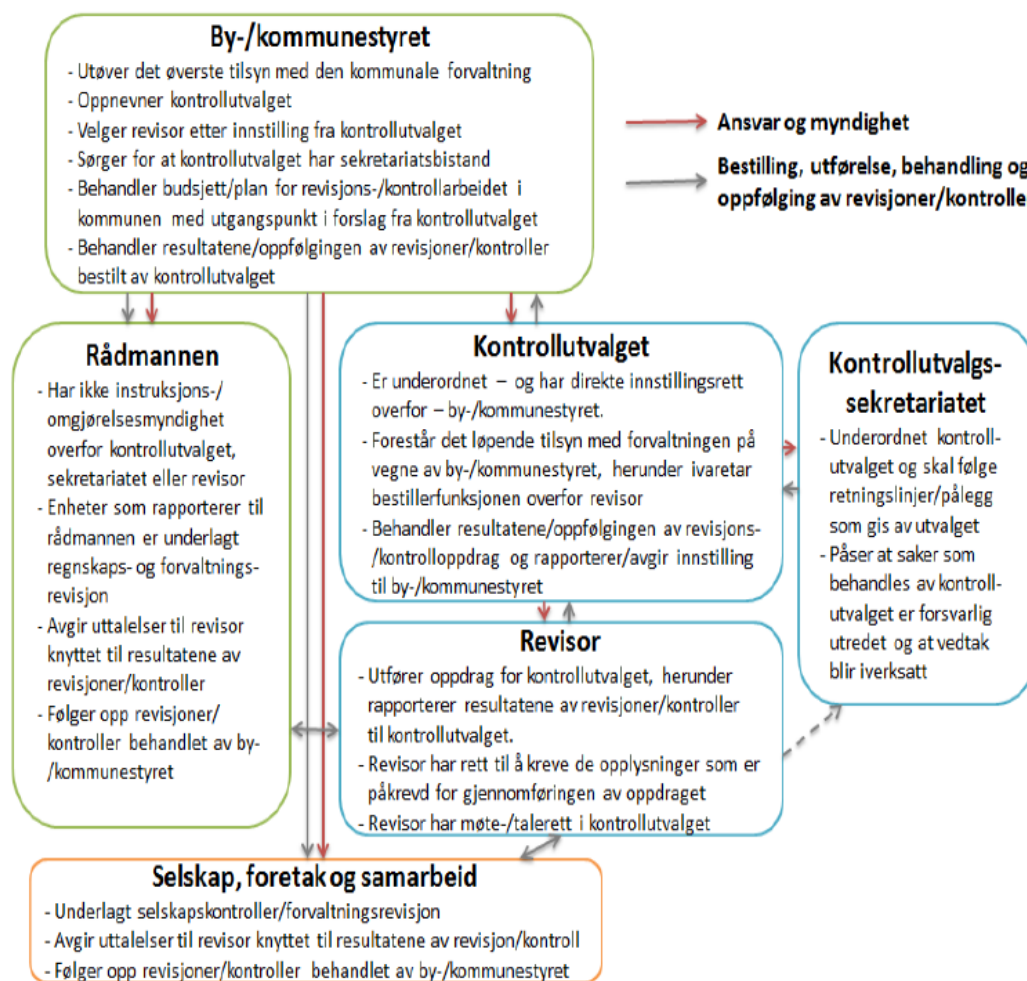 By-/kommunestyret
- Utøver det øverste tilsyn med den kommunale forvaltning
- Oppnevner kontrollutvalget
- Velger revisor etter innstilling fra kontrollutvalget
- Sørger for at kontrollutvalget har sekretariatsbistand
- Behandler budsjett/plan for revisjons-/kontrollarbeidet i
kommunen med utgangspunkt i forslag fra kontrollutvalget
- Behandler resultatene/oppfølgingen av revisjoner/kontroller
bestilt av kontrollutvalget
Ansvar og myndighet
Bestilling, utførelse, behandling og
oppfølging av revisjoner/kontrolle
Rådmannen
- Har ikke instruksjons-/
omgjørelsesmyndighet
overfor kontrollutvalget,
sekretariatet eller revisor
- Enheter som rapporterer til
rådmannen er underlagt
regnskaps- og forvaltnings-
revisjon
- Avgir uttalelser til revisor
knyttet til resultatene av
revisjoner/kontroller
- Følger opp revisjoner/
kontroller behandlet av by-
/kommunestyret
Kontrollutvalget
- Er underordnet – og har direkte innstillingsrett
overfor – by-/kommunestyret.
- Forestår det løpende tilsyn med forvaltningen på
vegne av by-/kommunestyret, herunder ivaretar
bestillerfunksjonen overfor revisor
- Behandler resultatene/oppfølgingen av revisjons-
/kontrolloppdrag og rapporterer/avgir innstilling
til by-/kommunestyret
Kontrollutvalgs-
sekretariatet
- Underordnet kontroll-
utvalget og skal følge
retningslinjer/pålegg
som gis av utvalget
- Påser at saker som
behandles av kontroll-
utvalget er forsvarlig
utredet og at vedtak
blir iverksatt
Revisor
- Utfører oppdrag for kontrollutvalget, herunder
rapporterer resultatene av revisjoner/kontroller
til kontrollutvalget.
- Revisor har rett til å kreve de opplysninger som er
påkrevd for gjennomføringen av oppdraget
- Revisor har møte-/talerett i kontrollutvalget
Selskap, foretak og samarbeid
- Underlagt selskapskontroller/forvaltningsrevisjon
- Avgir uttalelser til revisor knyttet til resultatene av revisjon/kontroll
- Følger opp revisjoner/kontroller behandlet av by-/kommunestyret